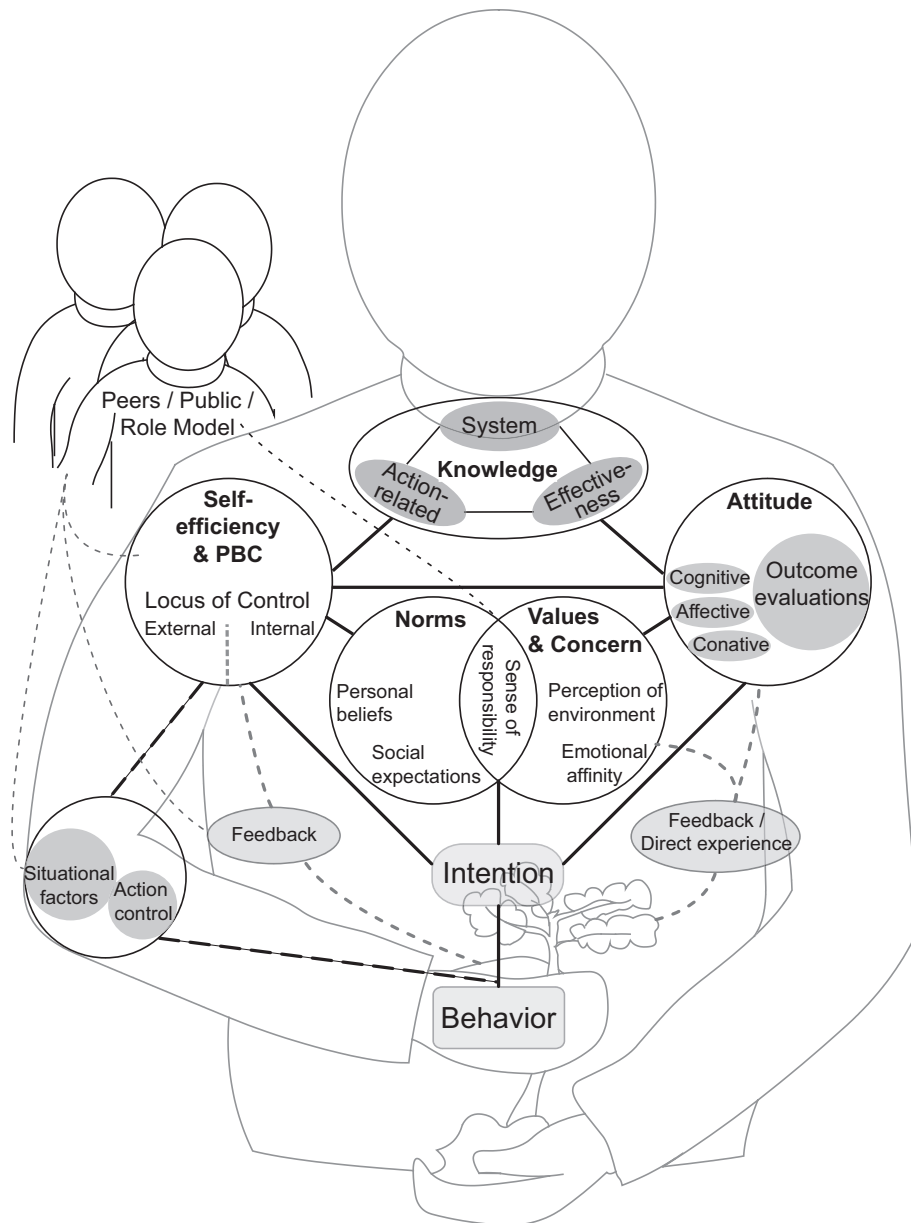 Peers / Public /
Role Model
System
Knowledge
Action-
related
Effective-
ness
Self-
efficiency
& PBC
Locus of Control
External
Internal
Attitude
Cognitive
Affective
Conative
Outcome
evaluations
Norms
Personal
beliefs
Social
expectations
Sense of
responsibility
Values
& Concern
Perception of
environment
Emotional
affinity
Feedback
Feedback /
Direct experience
Situational
factors
Action
control
Intention
Behavior